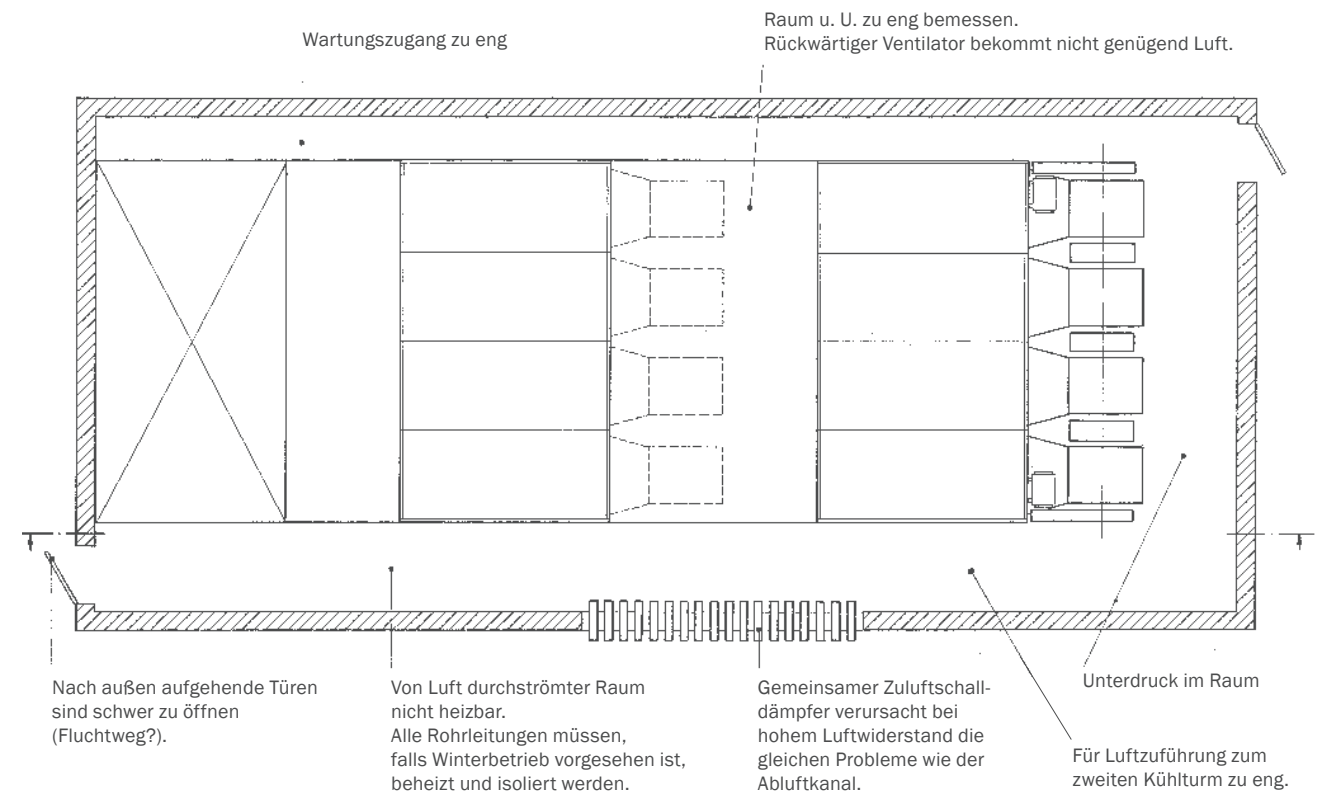 Wartungszugang zu eng
Raum u. U. zu eng bemessen.
Rückwärtiger Ventilator bekommt nicht genügend Luft.
Nach außen aufgehende Türen
sind schwer zu öffnen
(Fluchtweg?).
Von Luft durchströmter Raum
nicht heizbar.
Alle Rohrleitungen müssen,
falls Winterbetrieb vorgesehen ist,
beheizt und isoliert werden.
Gemeinsamer Zuluftschall-
dämpfer verursacht bei
hohem Luftwiderstand die
gleichen Probleme wie der
Abluftkanal.
Unterdruck im Raum
Für Luftzuführung zum
zweiten Kühlturm zu eng.